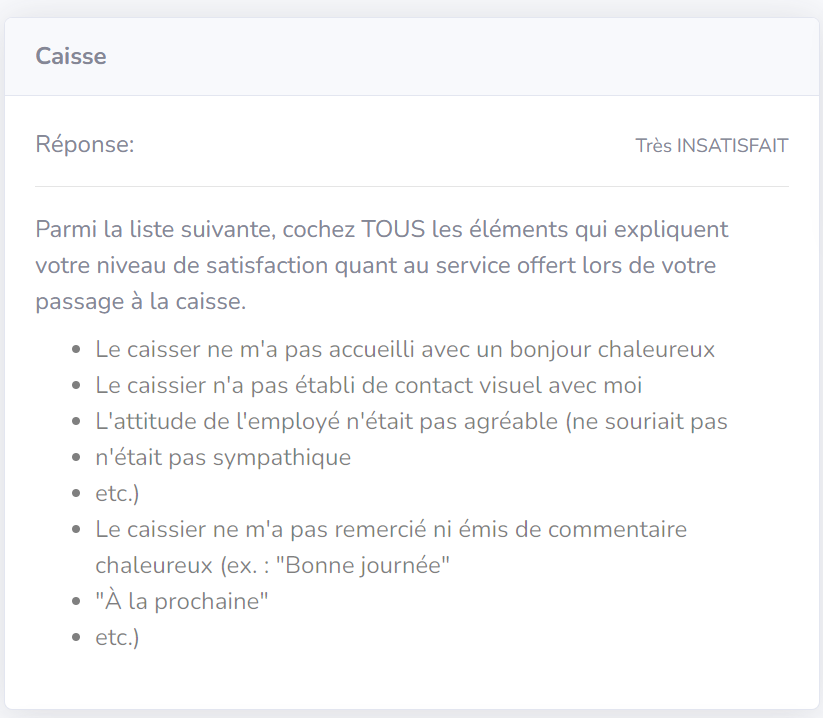 Caisse
Réponse:
Très INSATISFAIT
Parmi la liste suivante, cochez TOUS les éléments qui expliquent
votre niveau de satisfaction quant au service offert lors de votre
passage à la caisse.
• Le caisser ne m'a pas accueilli avec un bonjour chaleureux
• Le caissier n'a pas établi de contact visuel avec moi
• L'attitude de l'employé n'était pas agréable (ne souriait pas
• n'était pas sympathique
• etc.)
• Le caissier ne m'a pas remercié ni émis de commentaire
chaleureux (ex. : "Bonne journée"
• "À la prochaine"
• etc.)